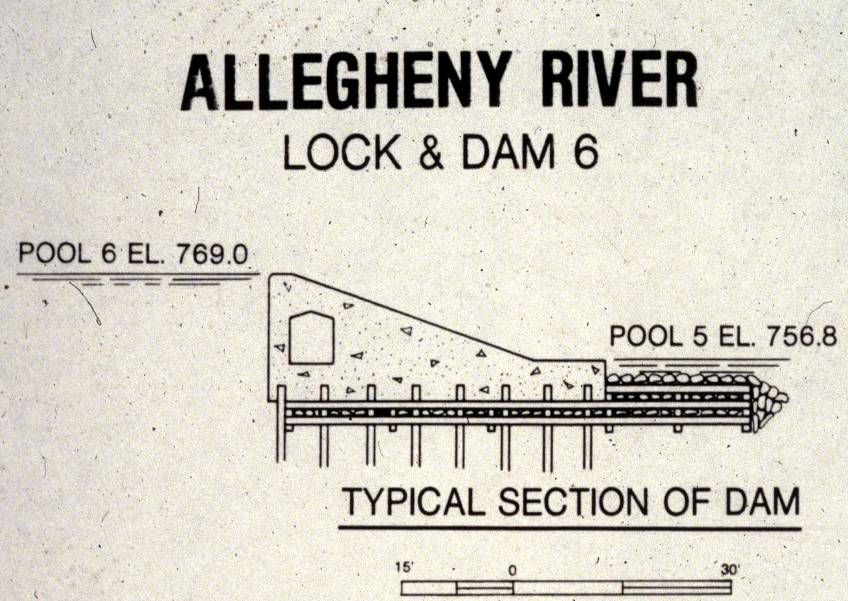 ALLEGHENY RIVER
LOCK & DAM 6
POOL 6 EL. 769.0
POOL 5 EL. 756.8
TYPICAL SECTION OF DAM
15' 0 30'